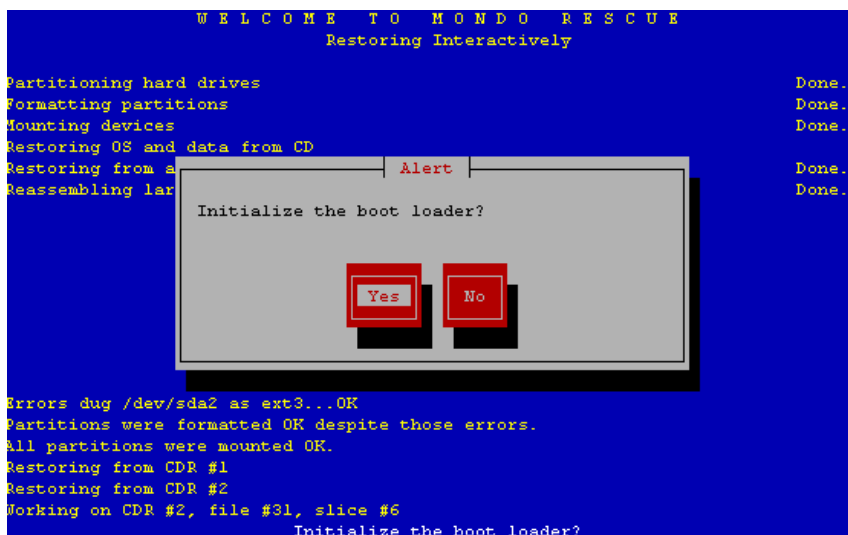 W E L C O M E   T O   M O N D O   R E S C U E
Restoring Interactively
Partitioning hard drives Done.
Formatting partitions Done.
Mounting devices Done.
Restoring OS and data from CD
Restoring from a Done.
Reassembling lar Done.
Alert
Initialize the boot loader?
Yes No
Errors dug /dev/sda2 as ext3...OK
Partitions were formatted OK despite those errors.
All partitions were mounted OK.
Restoring from CDR #1
Restoring from CDR #2
Working on CDR #2, file #31, slice #6
Initialize the boot loader?